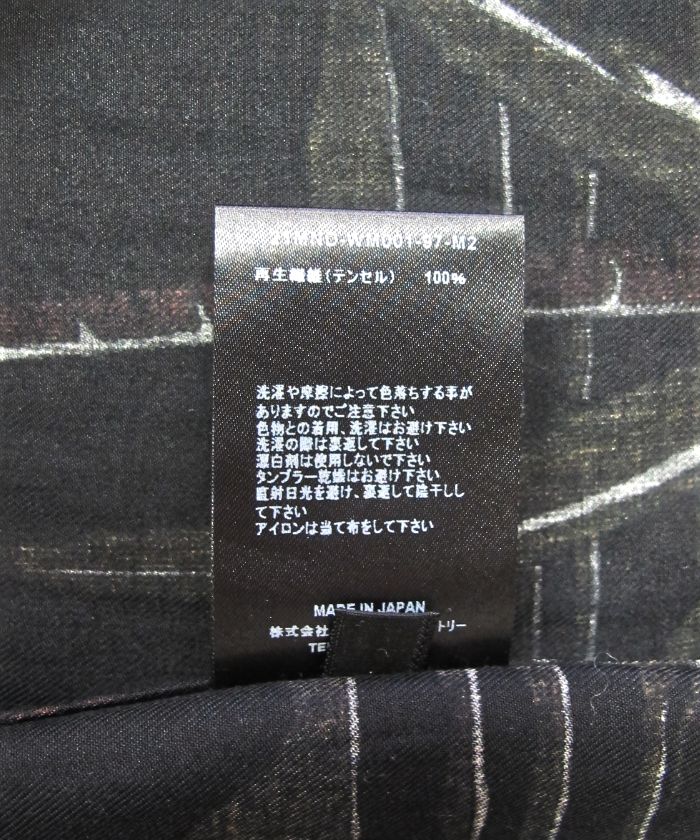 WM001-97-M2
再生繊維(テンセル) 100%
洗濯や摩擦によって色落ちする事が
ありますのでご注意下さい
色物との着用、洗濯はお避け下さい
洗濯の際は裏返して下さい
漂白剤は使用しないで下さい
タンブラー乾燥はお避け下さい
直射日光を避け、裏返して陰干しし
て下さい
アイロンは当て布をして下さい
MADE IN JAPAN
株式会社 トリー
TE